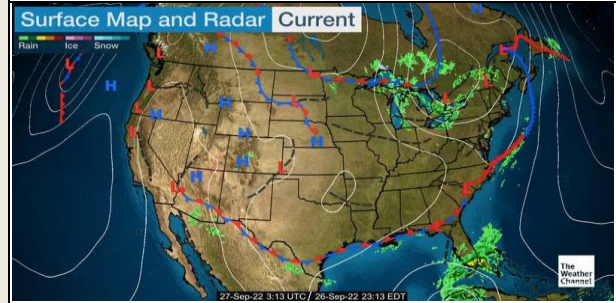 Surface Map and Radar Current
Rain Ice Snow
L H H L L L H L L H L L H L H H H L H L L L
The
Weather
Channel
27-Sep-22 3:13 UTC / 26-Sep-22 23:13 EDT